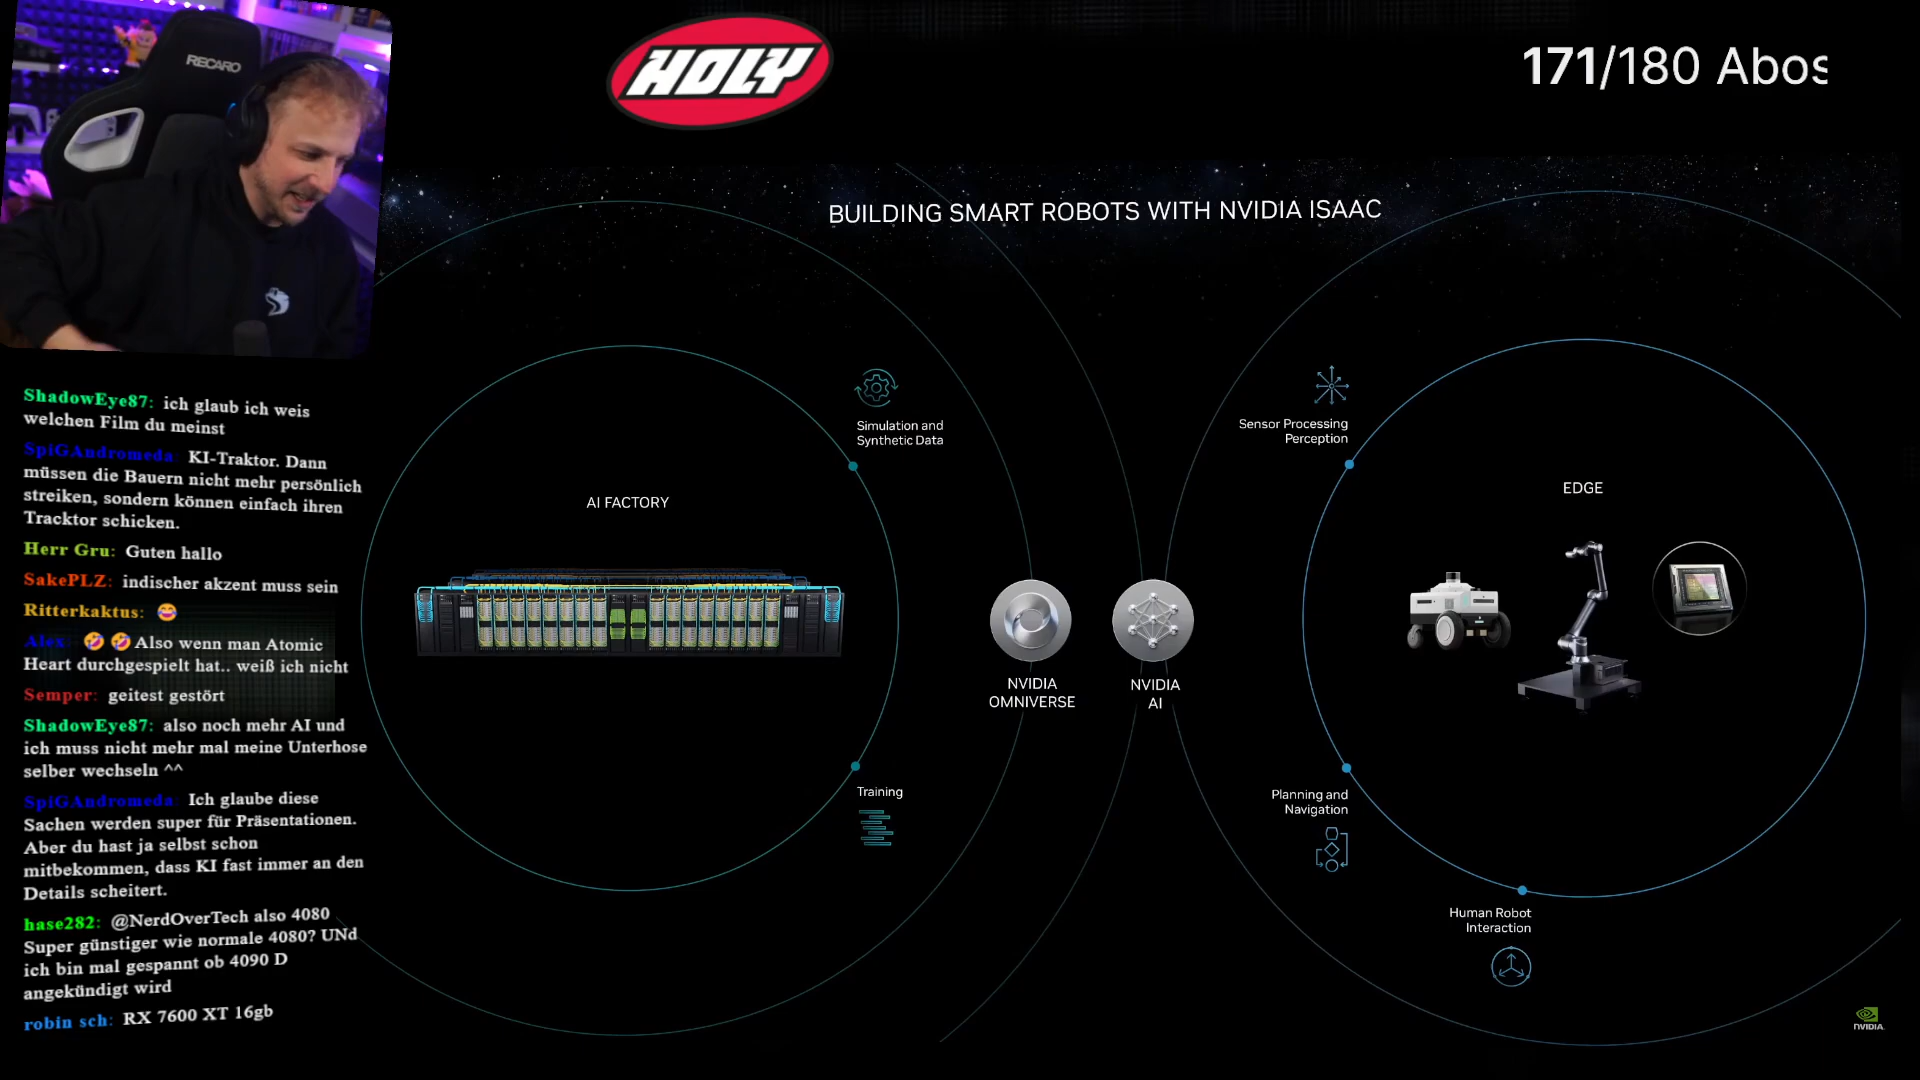 RECARO
HOLY
171/180 Abos
BUILDING SMART ROBOTS WITH NVIDIA ISAAC
ShadowEye87: ich glaub ich weis
welchen Film du meinst
SpiGAndromeda: KI-Traktor. Dann
müssen die Bauern nicht mehr persönlich
streiken, sondern können einfach ihren
Tracktor schicken.
Herr Gru: Guten hallo
SakePLZ: indischer akzent muss sein
Ritterkaktus: 😂
Alex: 🤣 🤣 Also wenn man Atomic
Heart durchgespielt hat.. weiß ich nicht
Semper: geitest gestört
ShadowEye87: also noch mehr AI und
ich muss nicht mehr mal meine Unterhose
selber wechseln ^^
SpiGAndromeda: Ich glaube diese
Sachen werden super für Präsentationen.
Aber du hast ja selbst schon
mitbekommen, dass KI fast immer an den
Details scheitert.
hase282: @NerdOverTech also 4080
Super günstiger wie normale 4080? UNd
ich bin mal gespannt ob 4090 D
angekündigt wird
robin sch: RX 7600 XT 16gb
AI FACTORY
Simulation and
Synthetic Data
Training
NVIDIA
OMNIVERSE
NVIDIA
AI
Sensor Processing
Perception
EDGE
Planning and
Navigation
Human Robot
Interaction
NVIDIA.